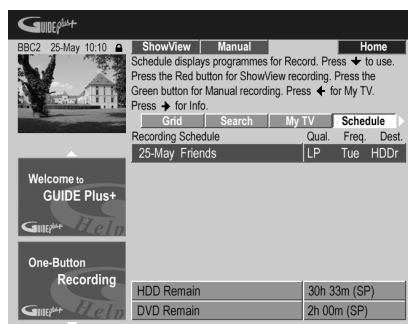 GUIDE Plus+
BBC2 25-May 10:10
ShowView Manual Home
Schedule displays programmes for Record. Press to use.
Press the Red button for ShowView recording. Press the
Green button for Manual recording. Press for My TV.
Press for Info.
Grid Search My TV Schedule
Recording Schedule Qual. Freq. Dest.
25-May Friends LP Tue HDDr
Welcome to
GUIDE Plus+
GUIDE Plus+ Help
One-Button
Recording
GUIDE Plus+ Help
HDD Remain 30h 33m (SP)
DVD Remain 2h 00m (SP)